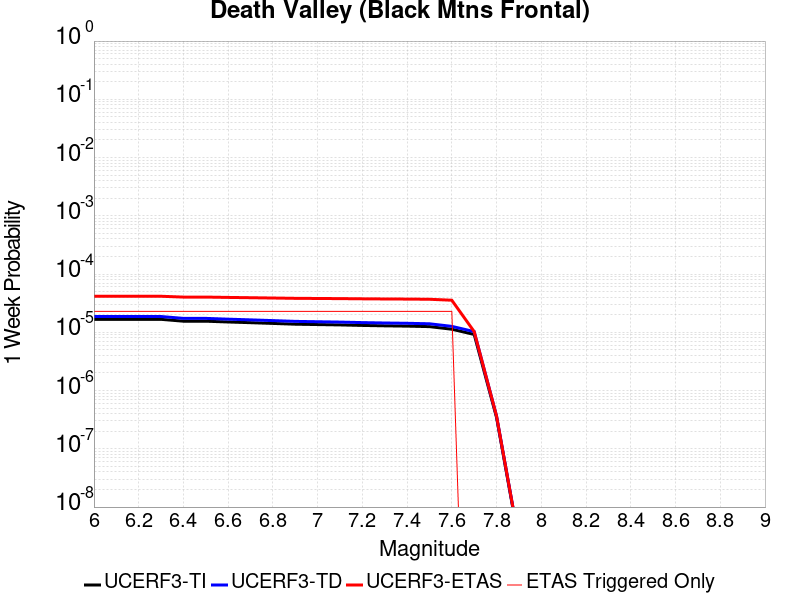 Death Valley (Black Mtns Frontal)
10 0
10 -1
10 -2
10 -3
10 -4
10 -5
10 -6
10 -7
10 -8
1 Week Probability
6 6.2 6.4 6.6 6.8 7 7.2 7.4 7.6 7.8 8 8.2 8.4 8.6 8.8 9
Magnitude
UCERF3-TI UCERF3-TD UCERF3-ETAS ETAS Triggered Only